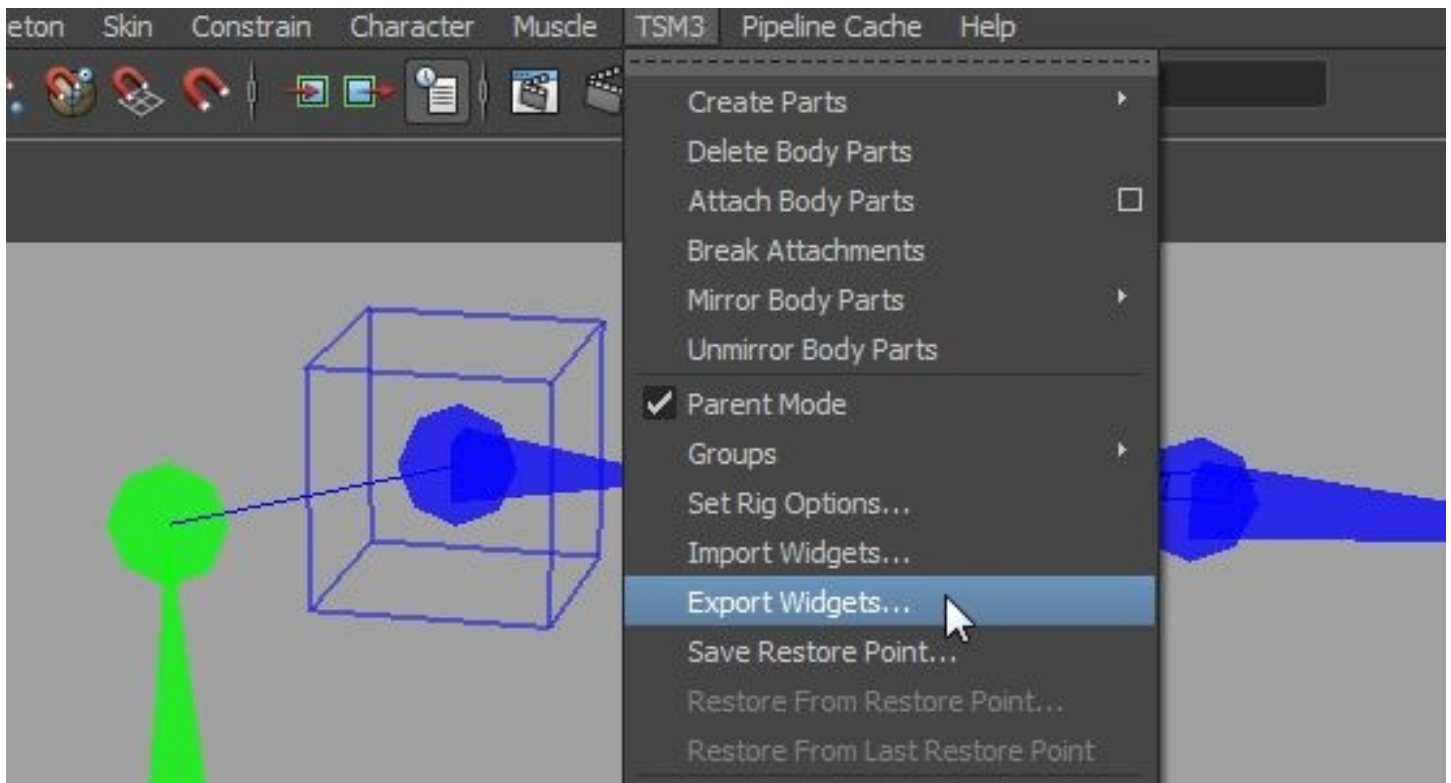 eton Skin Constrain Character Muscle TSM3 Pipeline Cache Help
Create Parts
Delete Body Parts
Attach Body Parts
Break Attachments
Mirror Body Parts
Unmirror Body Parts
Parent Mode
Groups
Set Rig Options...
Import Widgets...
Export Widgets...
Save Restore Point...
Restore From Restore Point...
Restore From Last Restore Point